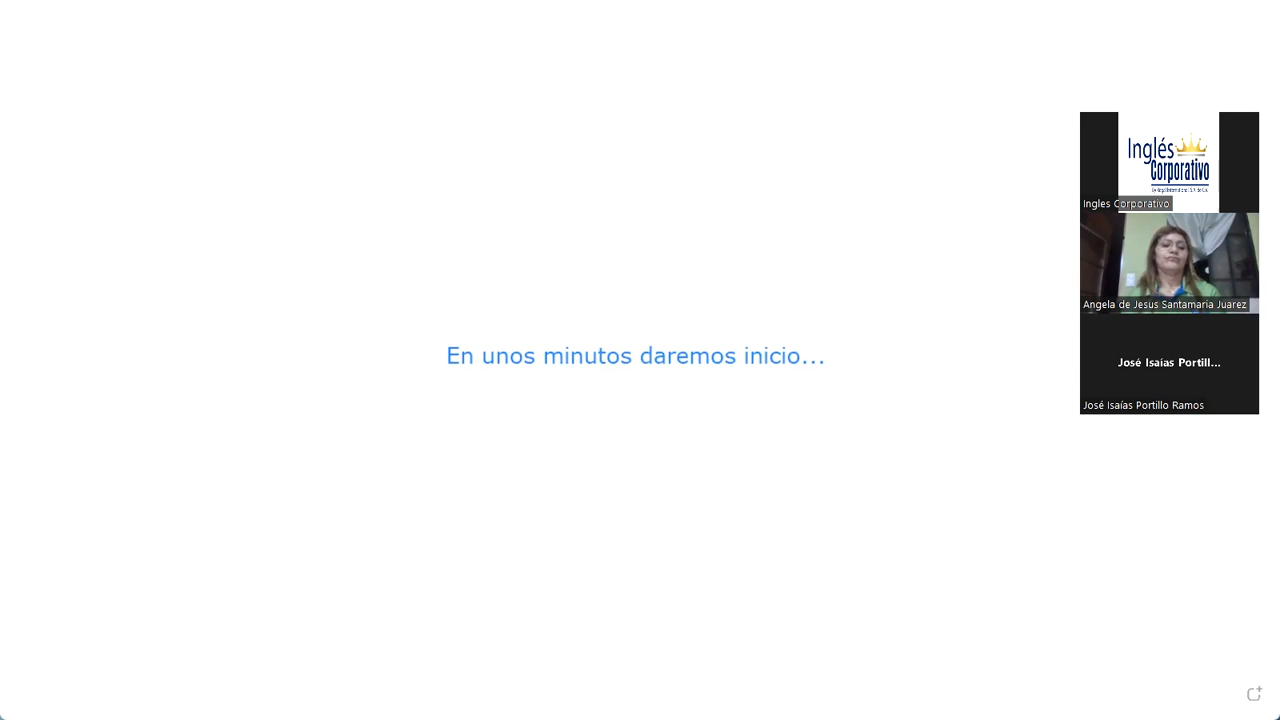 Inglés
Corporativo
Ingles Corporativo
Angela de Jesus Santamaria Juarez
En unos minutos daremos inicio...
José Isaías Portill...
José Isaías Portillo Ramos